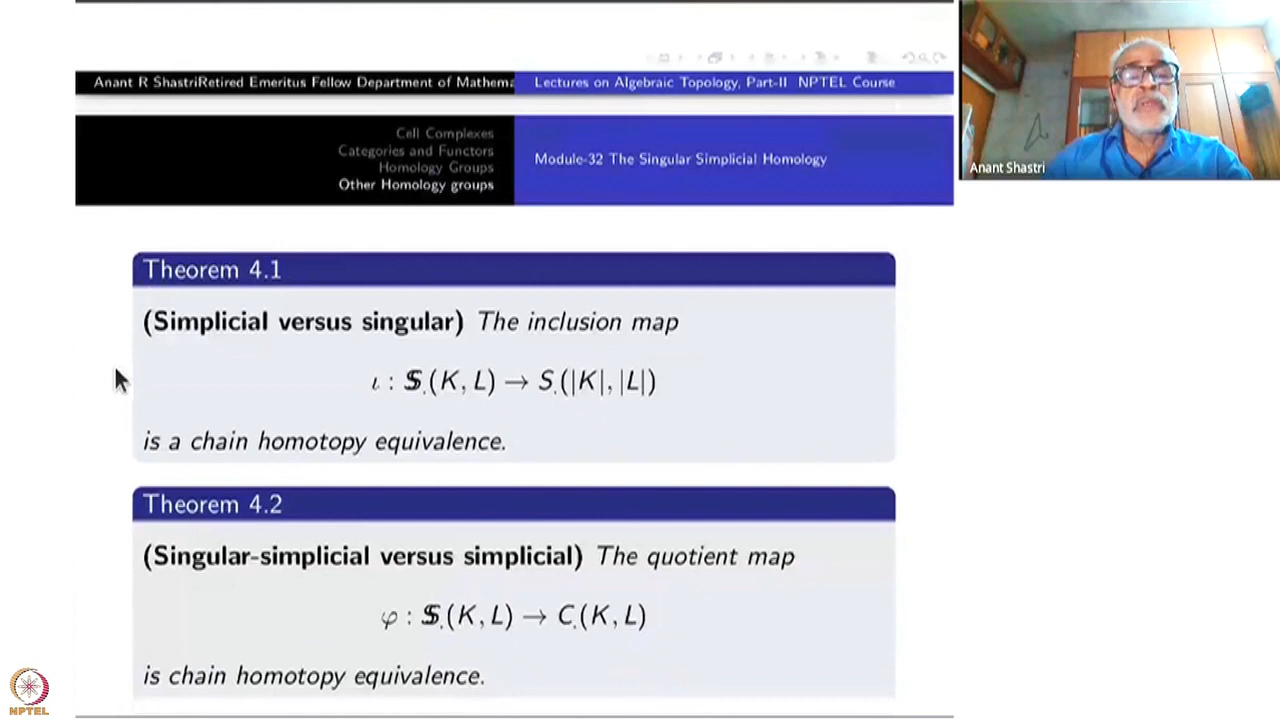 Anant R ShastriRetired Emeritus Fellow Department of Mathema
Lectures on Algebraic Topology, Part-II NPTEL Course
Cell Complexes
Categories and Functors
Homology Groups
Other Homology groups
Module-32 The Singular Simplicial Homology
Anant Shastri
Theorem 4.1
(Simplicial versus singular) The inclusion map
ι : 𝕊.(K, L) → S.(|K|, |L|)
is a chain homotopy equivalence.
Theorem 4.2
(Singular-simplicial versus simplicial) The quotient map
φ : 𝕊.(K, L) → C.(K, L)
is chain homotopy equivalence.
NPTEL